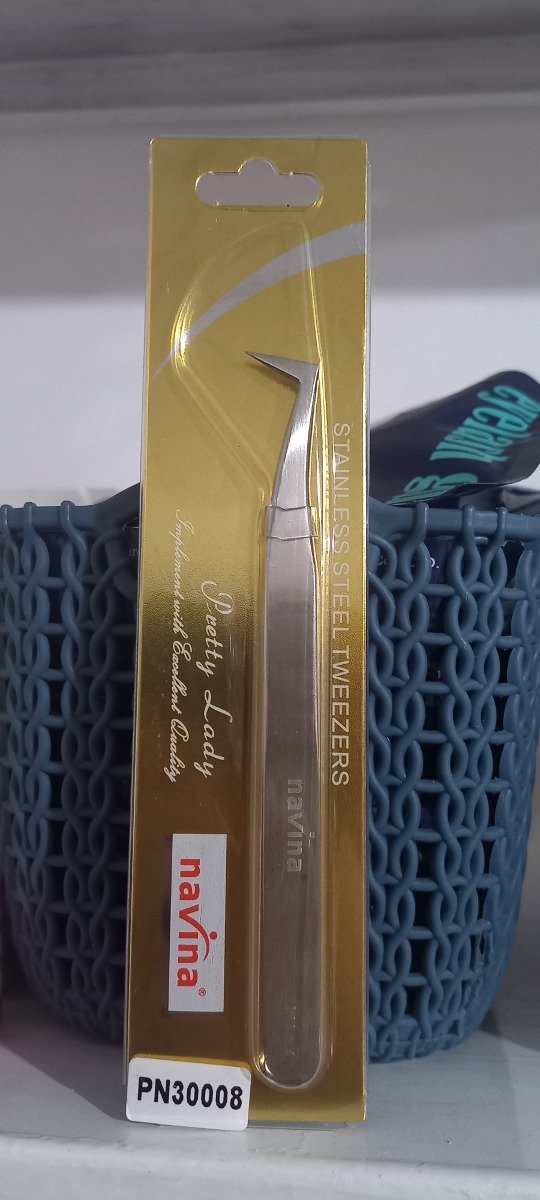 STAINLESS STEEL TWEEZERS
Pretty Lady
Implement with Excellent Quality
navina
navina®
PN30008